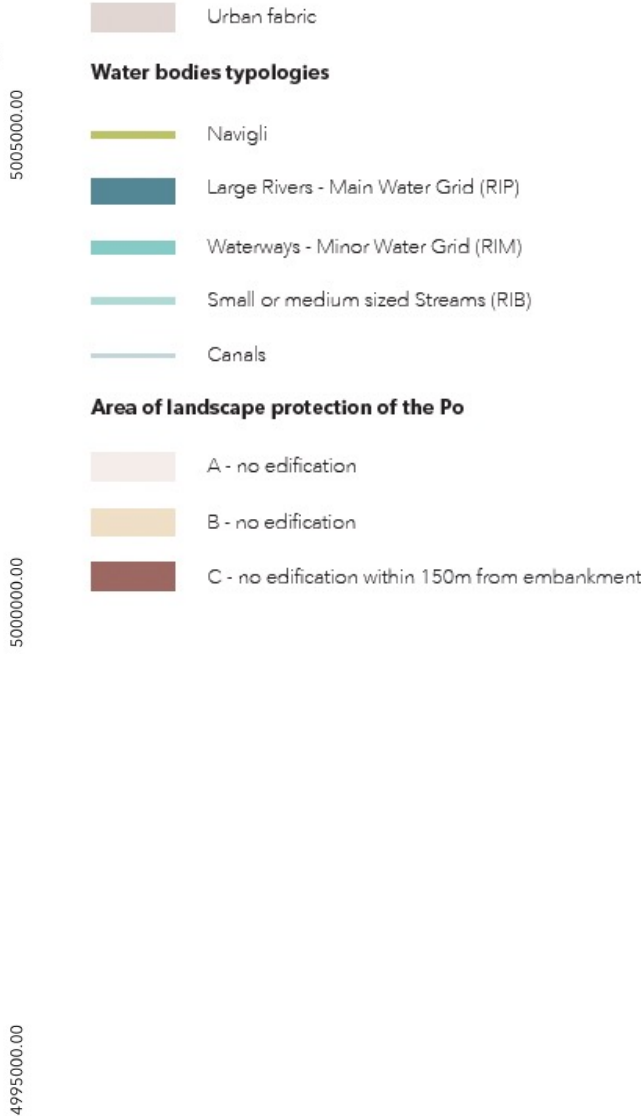 Urban fabric
Water bodies typologies
5005000.00
Navigli
Large Rivers - Main Water Grid (RIP)
Waterways - Minor Water Grid (RIM)
Small or medium sized Streams (RIB)
Canals
Area of landscape protection of the Po
A - no edification
B - no edification
C - no edification within 150m from embankment
5000000.00
4995000.00